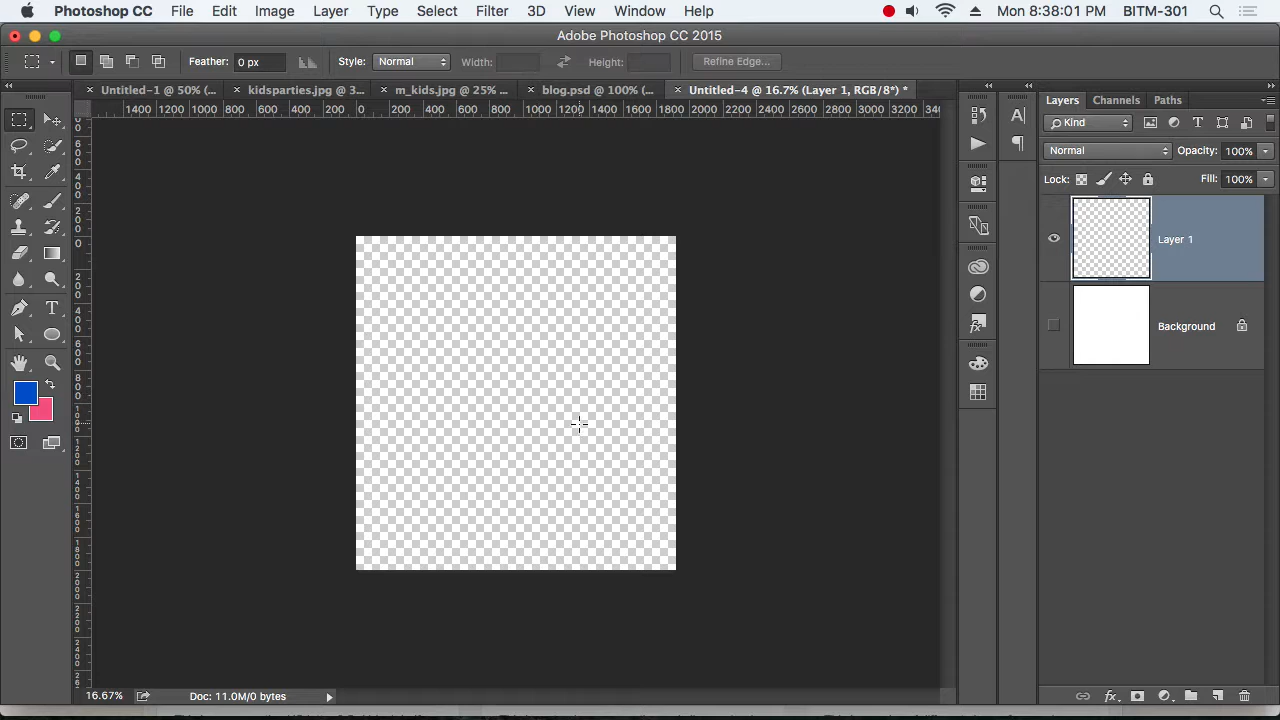 Photoshop CC File Edit Image Layer Type Select Filter 3D View Window Help Mon 8:38:01 PM BITM-301
Adobe Photoshop CC 2015
Feather: 0 px Style: Normal Width: Height: Refine Edge...
Untitled-1 @ 50% (... kidsparties.jpg @ 3... m_kids.jpg @ 25% ... blog.psd @ 100% (... Untitled-4 @ 16.7% (Layer 1, RGB/8*) *
1400 1200 1000 800 600 400 200 0 200 400 600 800 1000 1200 1400 1600 1800 2000 2200 2400 2600 2800 3000 3200
Layers Channels Paths
Kind
Normal Opacity: 100%
Lock: Fill: 100%
Layer 1
Background
16.67% Doc: 11.0M/0 bytes